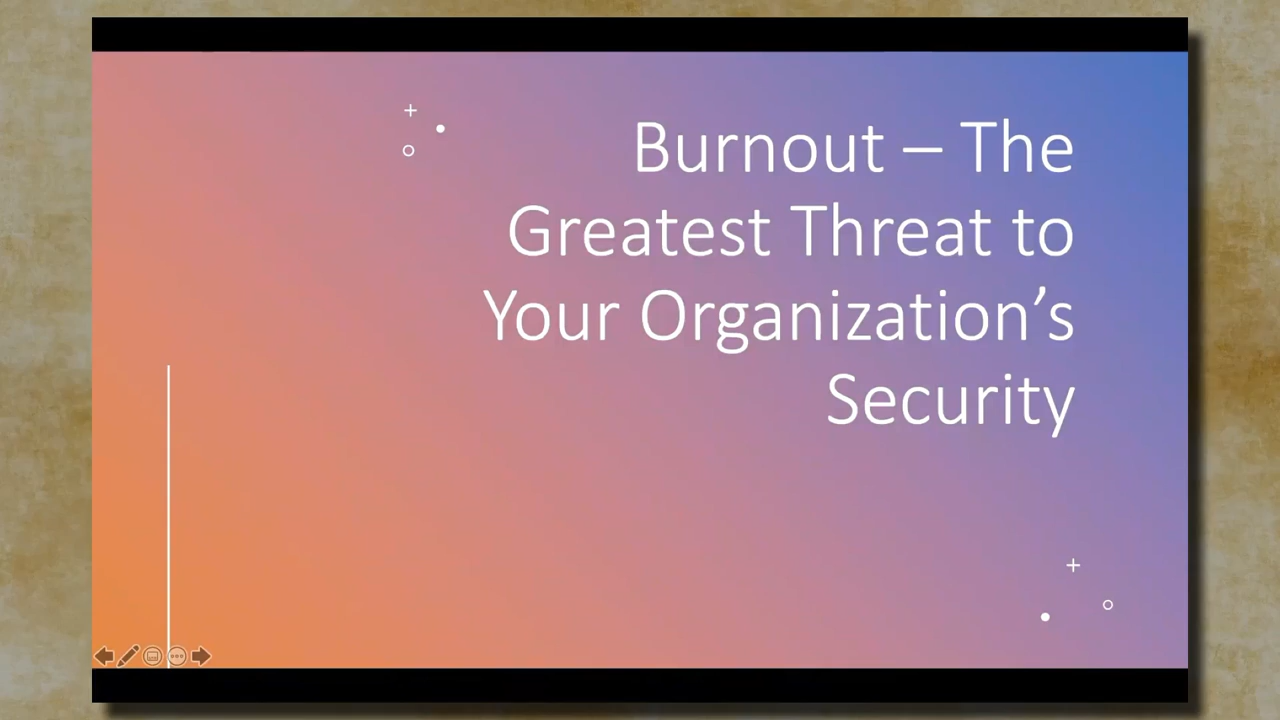 Burnout – The
Greatest Threat to
Your Organization’s
Security